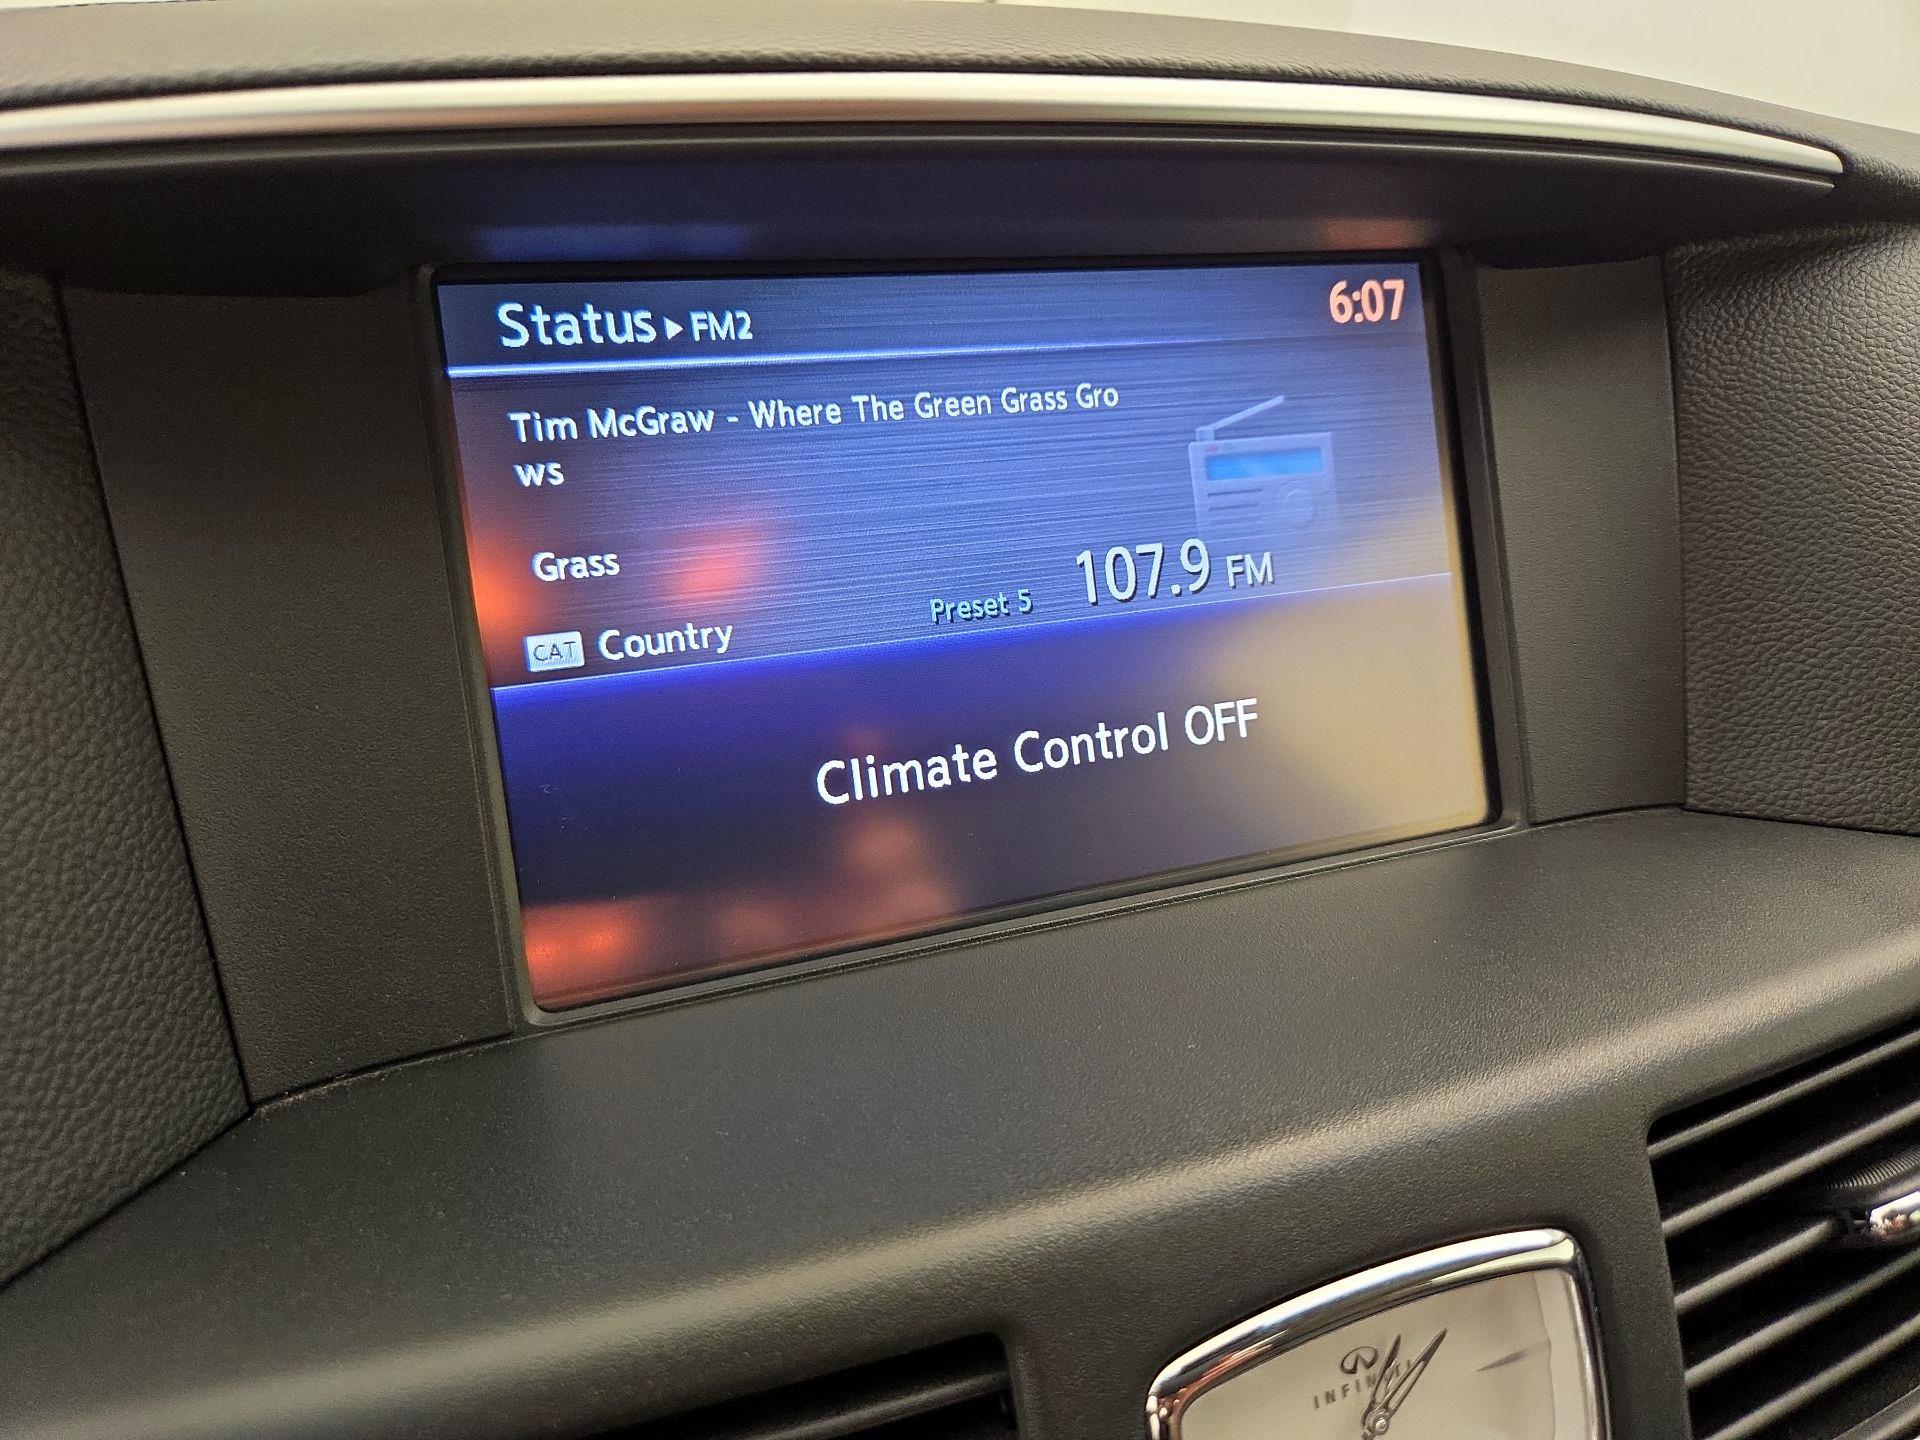 Status▶FM2
6:07
Tim McGraw - Where The Green Grass Gro
ws
Grass
Preset 5 107.9 FM
CAT Country
Climate Control OFF
INFINITI